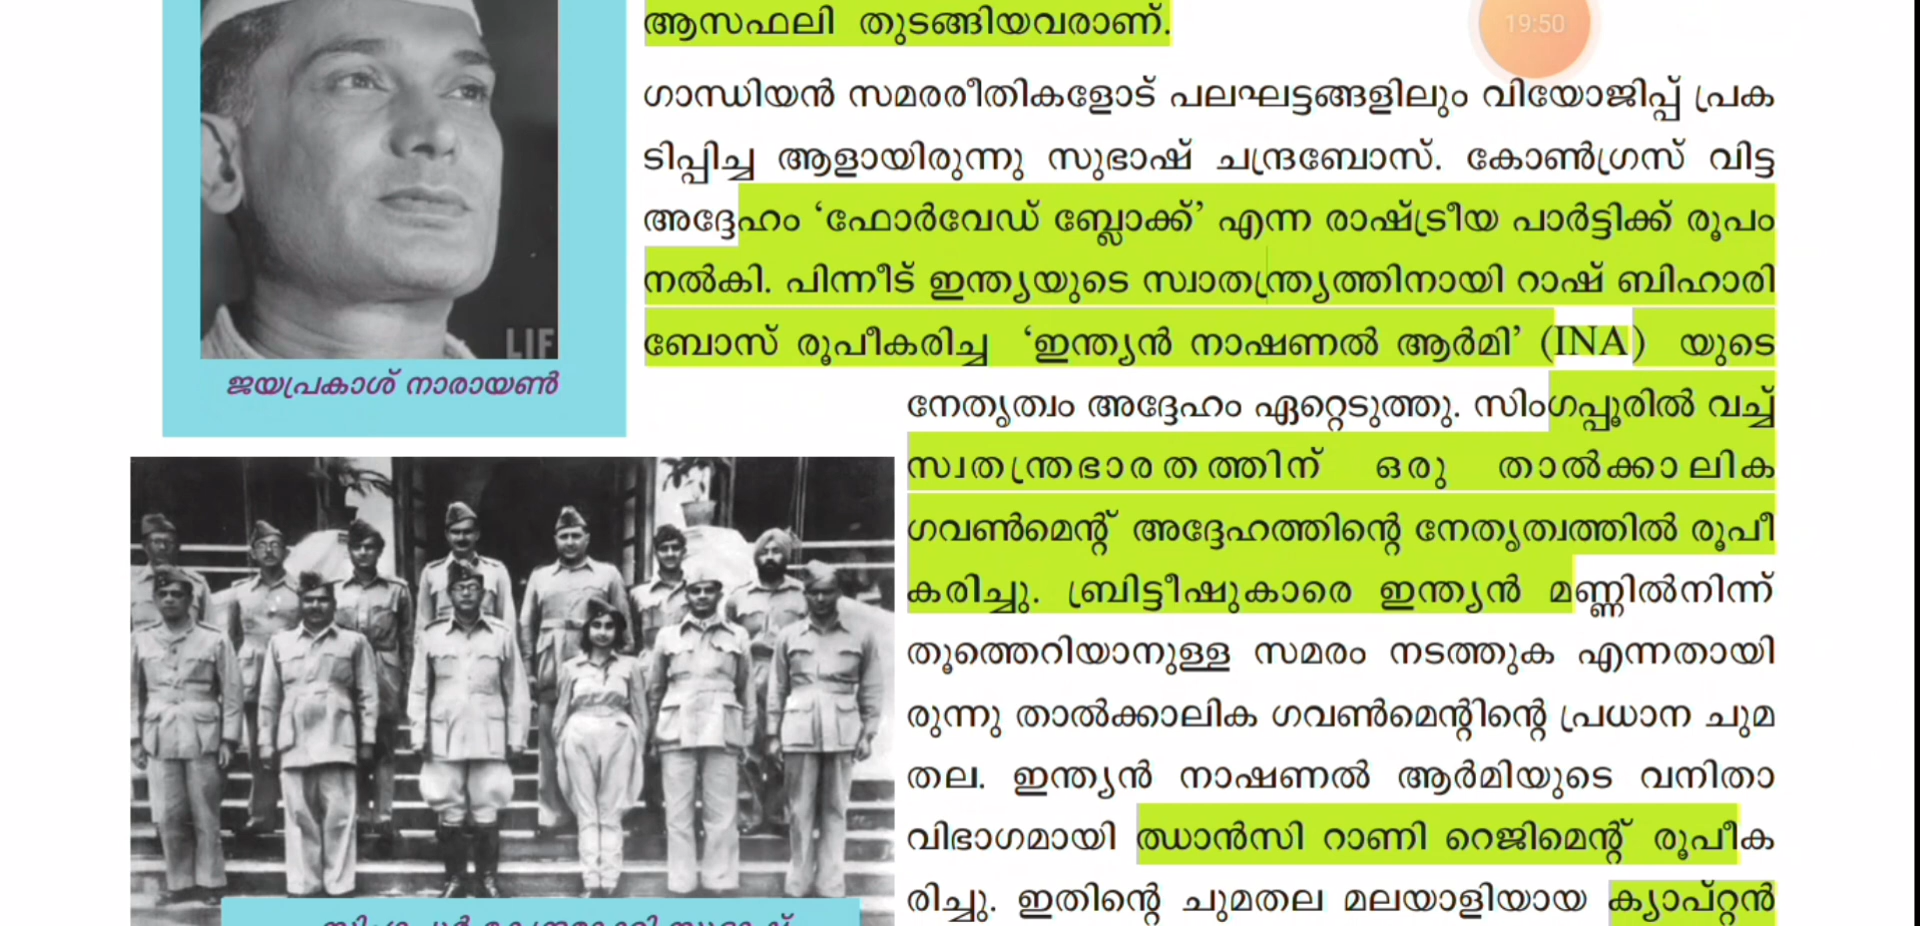 ആസഫലി തുടങ്ങിയവരാണ്.
19:50
ഗാന്ധിയൻ സമരരീതികളോട് പലഘട്ടങ്ങളിലും വിയോജിപ്പ് പ്രക
ടിപ്പിച്ച ആളായിരുന്നു സുഭാഷ് ചന്ദ്രബോസ്. കോൺഗ്രസ് വിട്ട
അദ്ദേഹം ‘ഫോർവേഡ് ബ്ലോക്ക്’ എന്ന രാഷ്ട്രീയ പാർട്ടിക്ക് രൂപം
നൽകി. പിന്നീട് ഇന്ത്യയുടെ സ്വാതന്ത്ര്യത്തിനായി റാഷ് ബിഹാരി
ബോസ് രൂപീകരിച്ച ‘ഇന്ത്യൻ നാഷണൽ ആർമി’ (INA) യുടെ
നേതൃത്വം അദ്ദേഹം ഏറ്റെടുത്തു. സിംഗപ്പൂരിൽ വച്ച്
സ്വതന്ത്രഭാരതത്തിന് ഒരു താൽക്കാലിക
ഗവൺമെന്റ് അദ്ദേഹത്തിന്റെ നേതൃത്വത്തിൽ രൂപീ
കരിച്ചു. ബ്രിട്ടീഷുകാരെ ഇന്ത്യൻ മണ്ണിൽനിന്ന്
തൂത്തെറിയാനുള്ള സമരം നടത്തുക എന്നതായി
രുന്നു താൽക്കാലിക ഗവൺമെന്റിന്റെ പ്രധാന ചുമ
തല. ഇന്ത്യൻ നാഷണൽ ആർമിയുടെ വനിതാ
വിഭാഗമായി ഝാൻസി റാണി റെജിമെന്റ് രൂപീക
രിച്ചു. ഇതിന്റെ ചുമതല മലയാളിയായ ക്യാപ്റ്റൻ
LIF
ജയപ്രകാശ് നാരായൺ